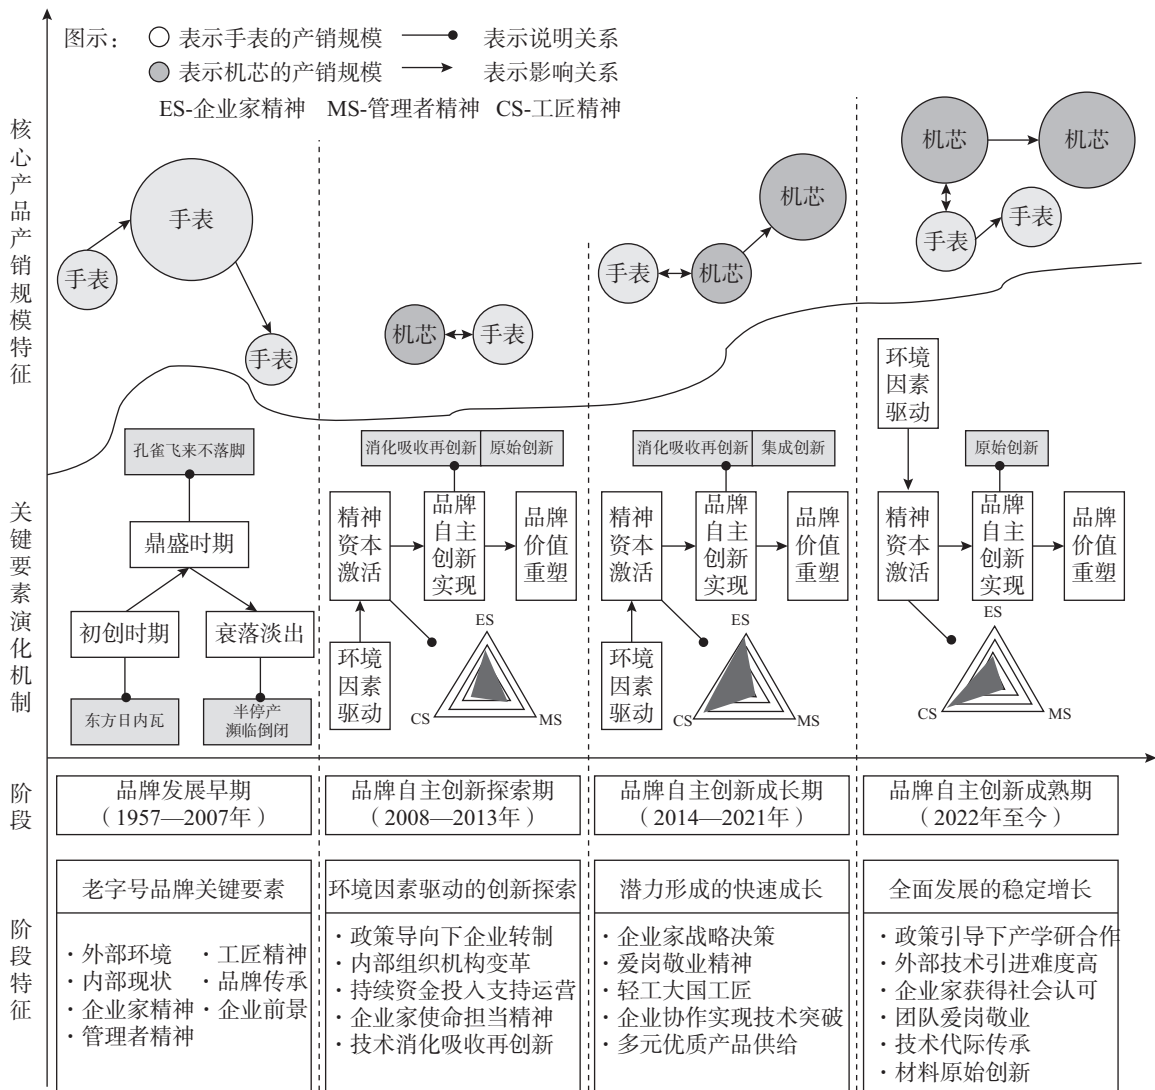 图示：
表示手表的产销规模
表示说明关系
表示机芯的产销规模
表示影响关系
ES-企业家精神 MS-管理者精神 CS-工匠精神
核心产品产销规模特征
手表
手表
手表
机芯
手表
手表
机芯
机芯
机芯
机芯
手表
手表
关键要素演化机制
孔雀飞来不落脚
鼎盛时期
初创时期
衰落淡出
东方日内瓦
半停产
濒临倒闭
消化吸收再创新
原始创新
精神
资本
激活
品牌
自主
创新
实现
品牌
价值
重塑
环境
因素
驱动
ES
CS
MS
消化吸收再创新
集成创新
精神
资本
激活
品牌
自主
创新
实现
品牌
价值
重塑
环境
因素
驱动
ES
CS
MS
环境
因素
驱动
原始创新
精神
资本
激活
品牌
自主
创新
实现
品牌
价值
重塑
ES
CS
MS
阶段
品牌发展早期
（1957—2007年）
品牌自主创新探索期
（2008—2013年）
品牌自主创新成长期
（2014—2021年）
品牌自主创新成熟期
（2022年至今）
阶段特征
老字号品牌关键要素
·外部环境 ·工匠精神
·内部现状 ·品牌传承
·企业家精神 ·企业前景
·管理者精神
环境因素驱动的创新探索
·政策导向下企业转制
·内部组织机构变革
·持续资金投入支持运营
·企业家使命担当精神
·技术消化吸收再创新
潜力形成的快速成长
·企业家战略决策
·爱岗敬业精神
·轻工大国工匠
·企业协作实现技术突破
·多元优质产品供给
全面发展的稳定增长
·政策引导下产学研合作
·外部技术引进难度高
·企业家获得社会认可
·团队爱岗敬业
·技术代际传承
·材料原始创新